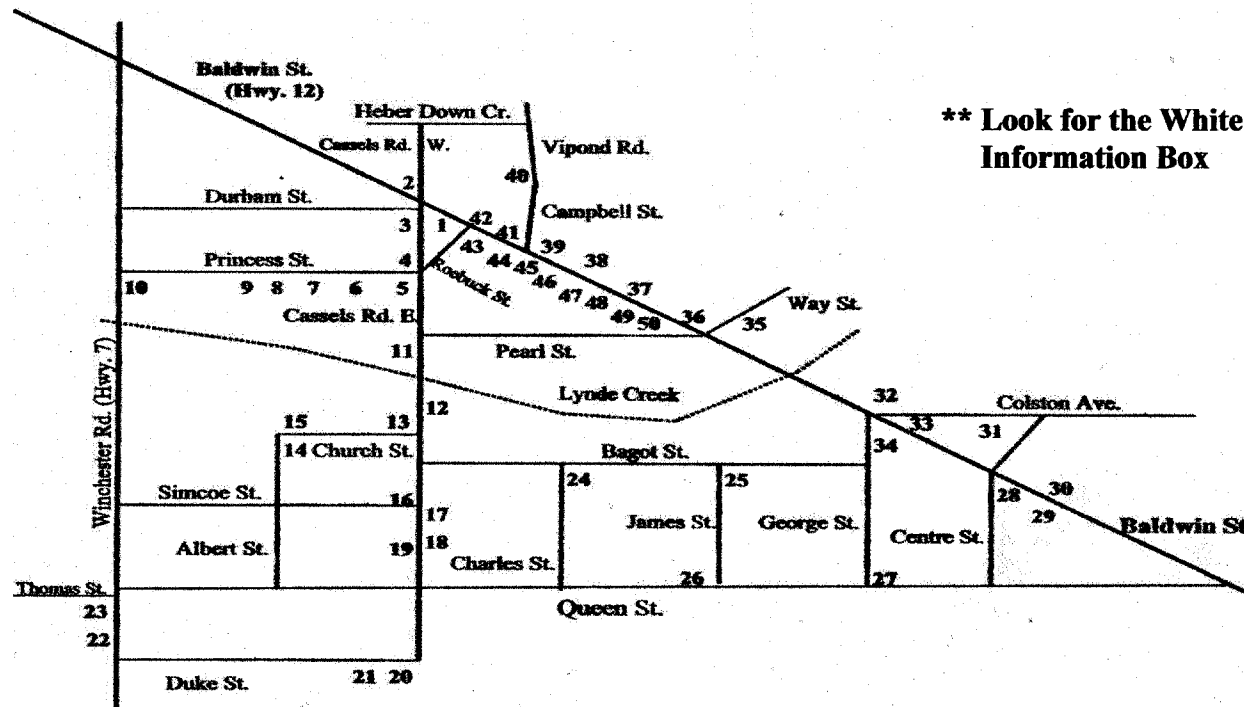 Baldwin St.
(Hwy. 12)
Heber Down Cr.
** Look for the White
Information Box
Cassels Rd. W.
Vipond Rd.
40
2
Durham St.
Campbell St.
3 1 42 41 39 38
43 44 45 46 47 48 49 50 37 36 35
Princess St. 4
Roebuck St.
Way St.
10 9 8 7 6 5
Cassels Rd. E.
11
Pearl St.
Winchester Rd. (Hwy. 7)
Lynde Creek
12
32
Colston Ave.
15 13
33 31
14 Church St.
Bagot St.
34
24 25
Simcoe St. 16
28 30
29
17
James St.
George St.
Centre St.
Baldwin St
Albert St. 19 18
Charles St.
26 27
Thomas St.
Queen St.
23
22
21 20
Duke St.